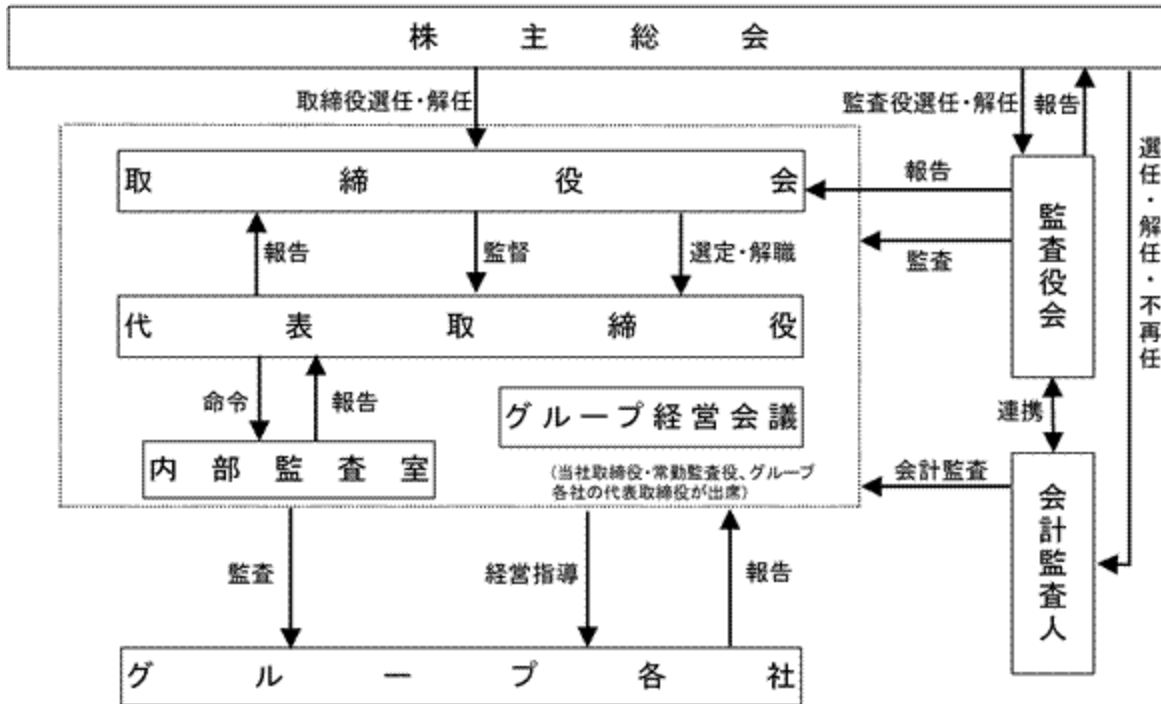 株主総会
取締役選任・解任
監査役選任・解任
報告
選任・解任・不再任
取締役会
報告
監査
監査役会
報告
監督
選定・解職
代表取締役
命令
報告
グループ経営会議
(当社取締役・常勤監査役、グループ
各社の代表取締役が出席)
内部監査室
連携
会計監査
会計監査人
監査
経営指導
報告
グループ各社